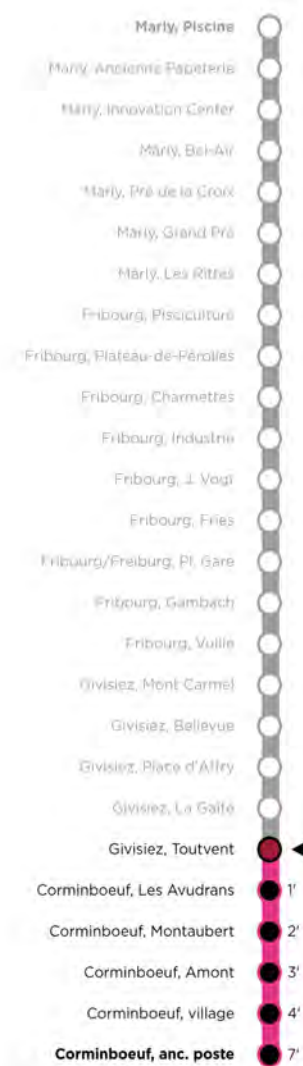 Marly, Piscine
Marly, Ancienne Papeterie
Marly, Innovation Center
Marly, Bel-Air
Marly, Pré de la Croix
Marly, Grand Pré
Marly, Les Rittes
Fribourg, Pisciculture
Fribourg, Plateau-de-Pérolles
Fribourg, Charmettes
Fribourg, Industrie
Fribourg, J. Vogt
Fribourg, Fries
Fribourg/Freiburg, Pl. Gare
Fribourg, Gambach
Fribourg, Vuille
Givisiez, Mont Carmel
Givisiez, Bellevue
Givisiez, Place d'Affry
Givisiez, La Gaité
Givisiez, Toutvent
Corminboeuf, Les Avudrans 1'
Corminboeuf, Montaubert 2'
Corminboeuf, Amont 3'
Corminboeuf, village 4'
Corminboeuf, anc. poste 7'